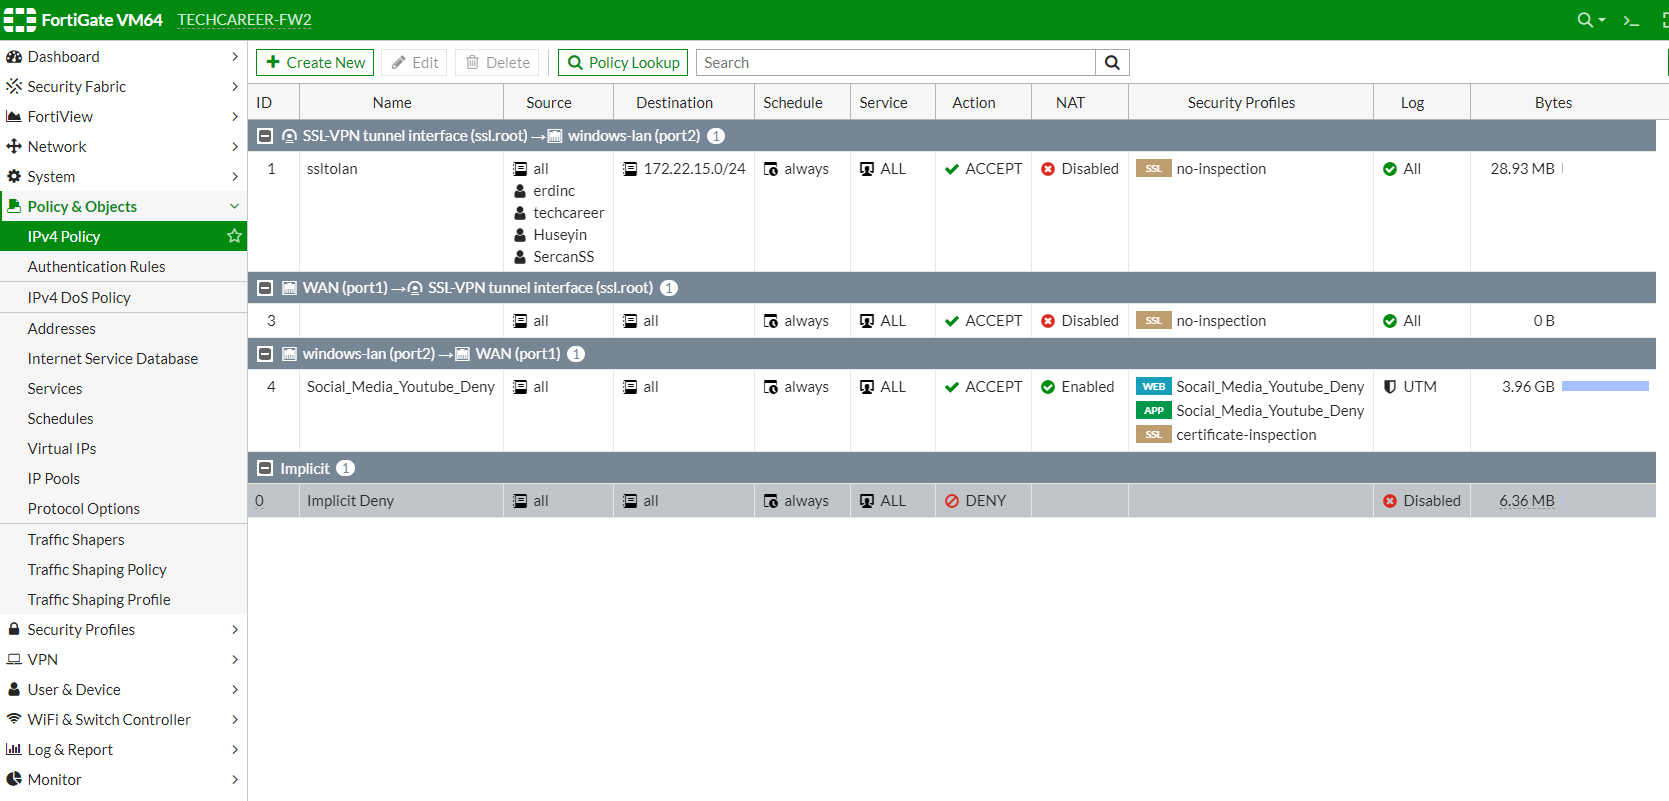 FortiGate VM64 TECHCAREER-FW2
Dashboard
Security Fabric
FortiView
Network
System
Policy & Objects
IPv4 Policy
Authentication Rules
IPv4 DoS Policy
Addresses
Internet Service Database
Services
Schedules
Virtual IPs
IP Pools
Protocol Options
Traffic Shapers
Traffic Shaping Policy
Traffic Shaping Profile
Security Profiles
VPN
User & Device
WiFi & Switch Controller
Log & Report
Monitor
Create New Edit Delete Policy Lookup Search
ID Name Source Destination Schedule Service Action NAT Security Profiles Log Bytes
SSL-VPN tunnel interface (ssl.root) → windows-lan (port2) 1
1 ssltolan all 172.22.15.0/24 always ALL ACCEPT Disabled SSL no-inspection All 28.93 MB
erdinc
techcareer
Huseyin
SercanSS
WAN (port1) → SSL-VPN tunnel interface (ssl.root) 1
3 all all always ALL ACCEPT Disabled SSL no-inspection All 0 B
windows-lan (port2) → WAN (port1) 1
4 Social_Media_Youtube_Deny all all always ALL ACCEPT Enabled WEB Socail_Media_Youtube_Deny UTM 3.96 GB
APP Social_Media_Youtube_Deny
SSL certificate-inspection
Implicit 1
0 Implicit Deny all all always ALL DENY Disabled 6.36 MB